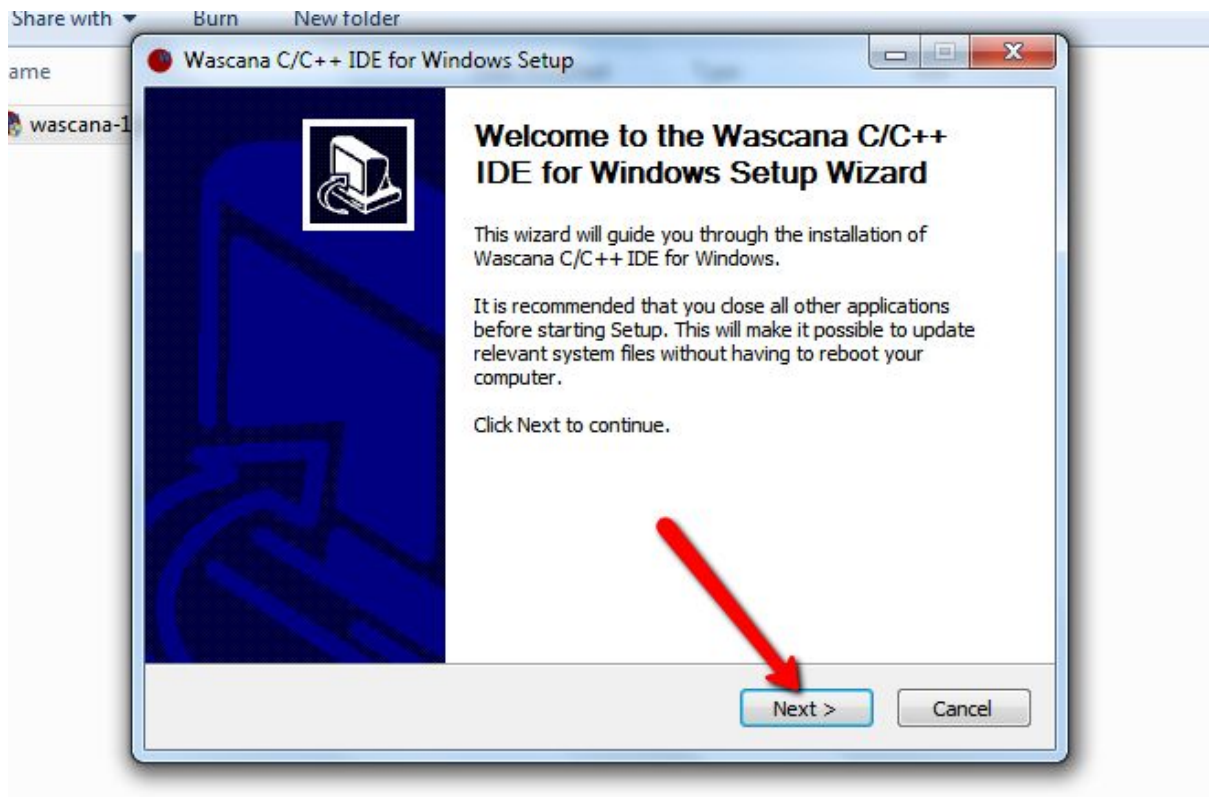 Share with Burn New folder
Wascana C/C++ IDE for Windows Setup
ame
wascana-1
Welcome to the Wascana C/C++
IDE for Windows Setup Wizard
This wizard will guide you through the installation of
Wascana C/C++ IDE for Windows.
It is recommended that you close all other applications
before starting Setup. This will make it possible to update
relevant system files without having to reboot your
computer.
Click Next to continue.
Next > Cancel